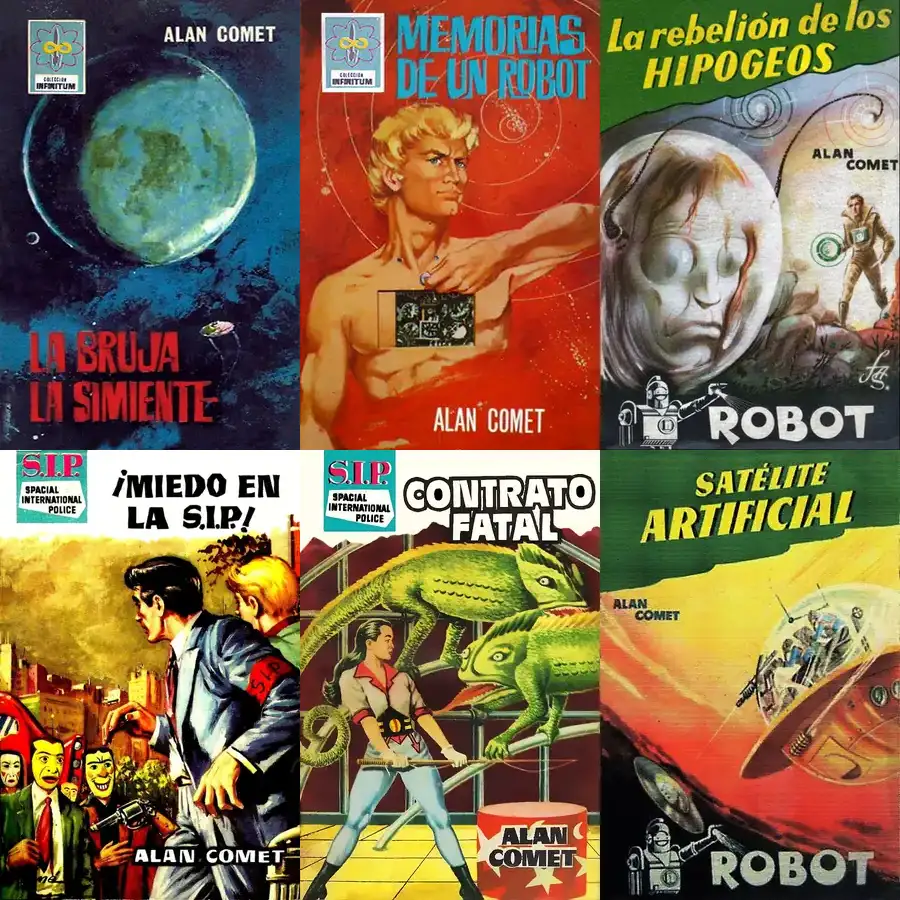 COLECCIÓN
INFINITUM
ALAN COMET
LA BRUJA
LA SIMIENTE
COLECCIÓN
INFINITUM
MEMORIAS
DE UN ROBOT
ALAN COMET
La rebelión de los
HIPOGEOS
ALAN
COMET
ROBOT
S.I.P.
SPACIAL
INTERNATIONAL
POLICE
¡MIEDO EN
LA S.I.P.!
S.I.P.
ALAN COMET
S.I.P.
SPACIAL
INTERNATIONAL
POLICE
CONTRATO
FATAL
ALAN
COMET
SATÉLITE
ARTIFICIAL
ALAN
COMET
ROBOT